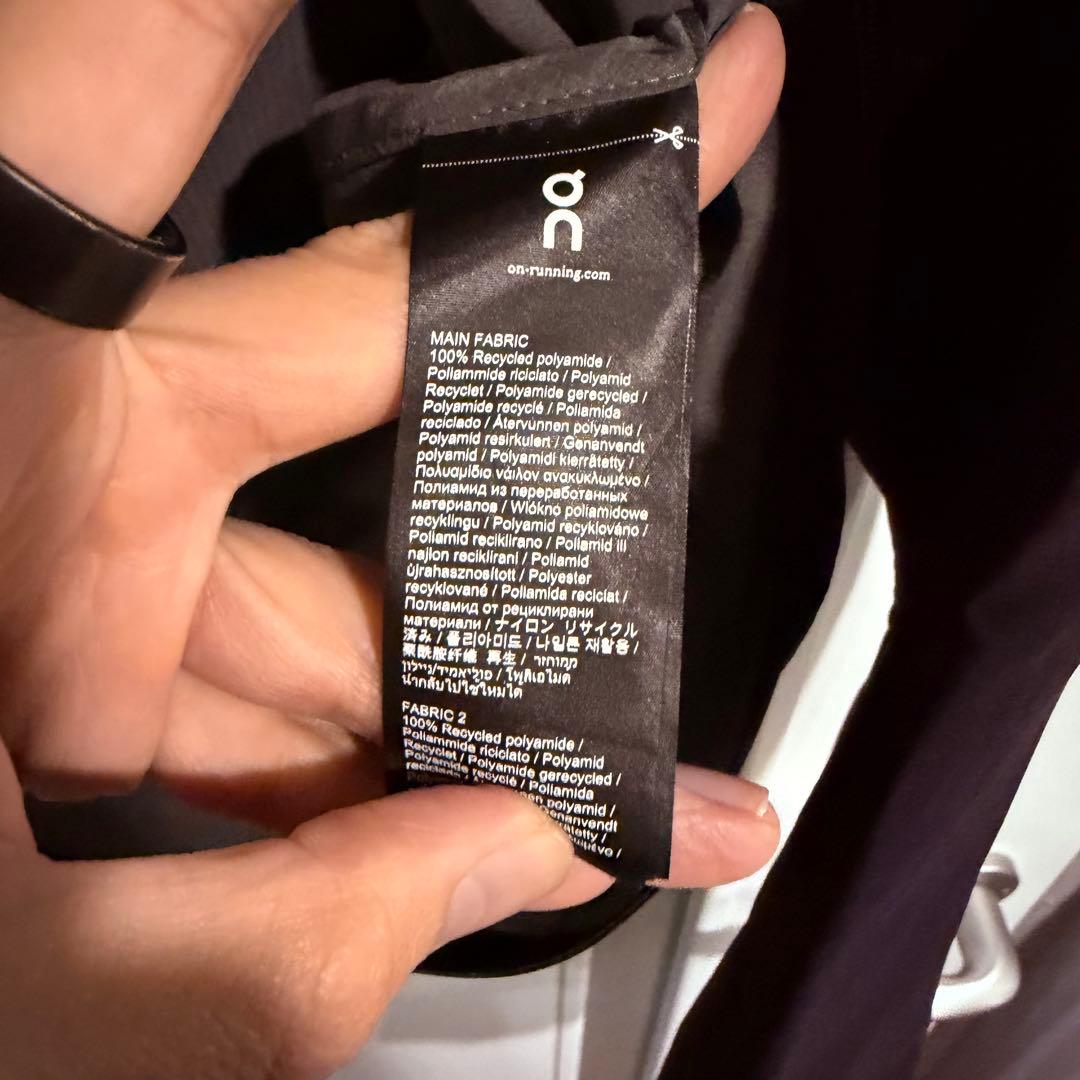 on
on-running.com
MAIN FABRIC
100% Recycled polyamide /
Poliammide riciclato / Polyamid
Recyclet / Polyamide gerecycled /
Polyamide recyclé / Poliamida
reciclado / Återvunnen polyamid /
Polyamid resirkulert / Genanvendt
polyamid / Polyamidi kierrätetty /
Πολυαμίδιο νάιλον ανακυκλωμένο /
Полиамид из переработанных
материалов / Włókno poliamidowe
recyklingu / Polyamid recyklováno /
Poliamid reciklirano / Poliamid ili
najlon reciklirani / Poliamid
újrahasznosított / Polyester
recyklované / Poliamida reciclat /
Полиамид от рециклирани
материали / ナイロン リサイクル
済み / 폴리아미드 / 나일론 재활용 /
聚酰胺纤维 再生 / ממוחזר
פוליאמיד/ניילון / โพลีเอไมด์
นำกลับไปใช้ใหม่ได้
FABRIC 2
100% Recycled polyamide /
Poliammide riciclato / Polyamid
Recyclet / Polyamide gerecycled /
Polyamide recyclé / Poliamida
polyamid /